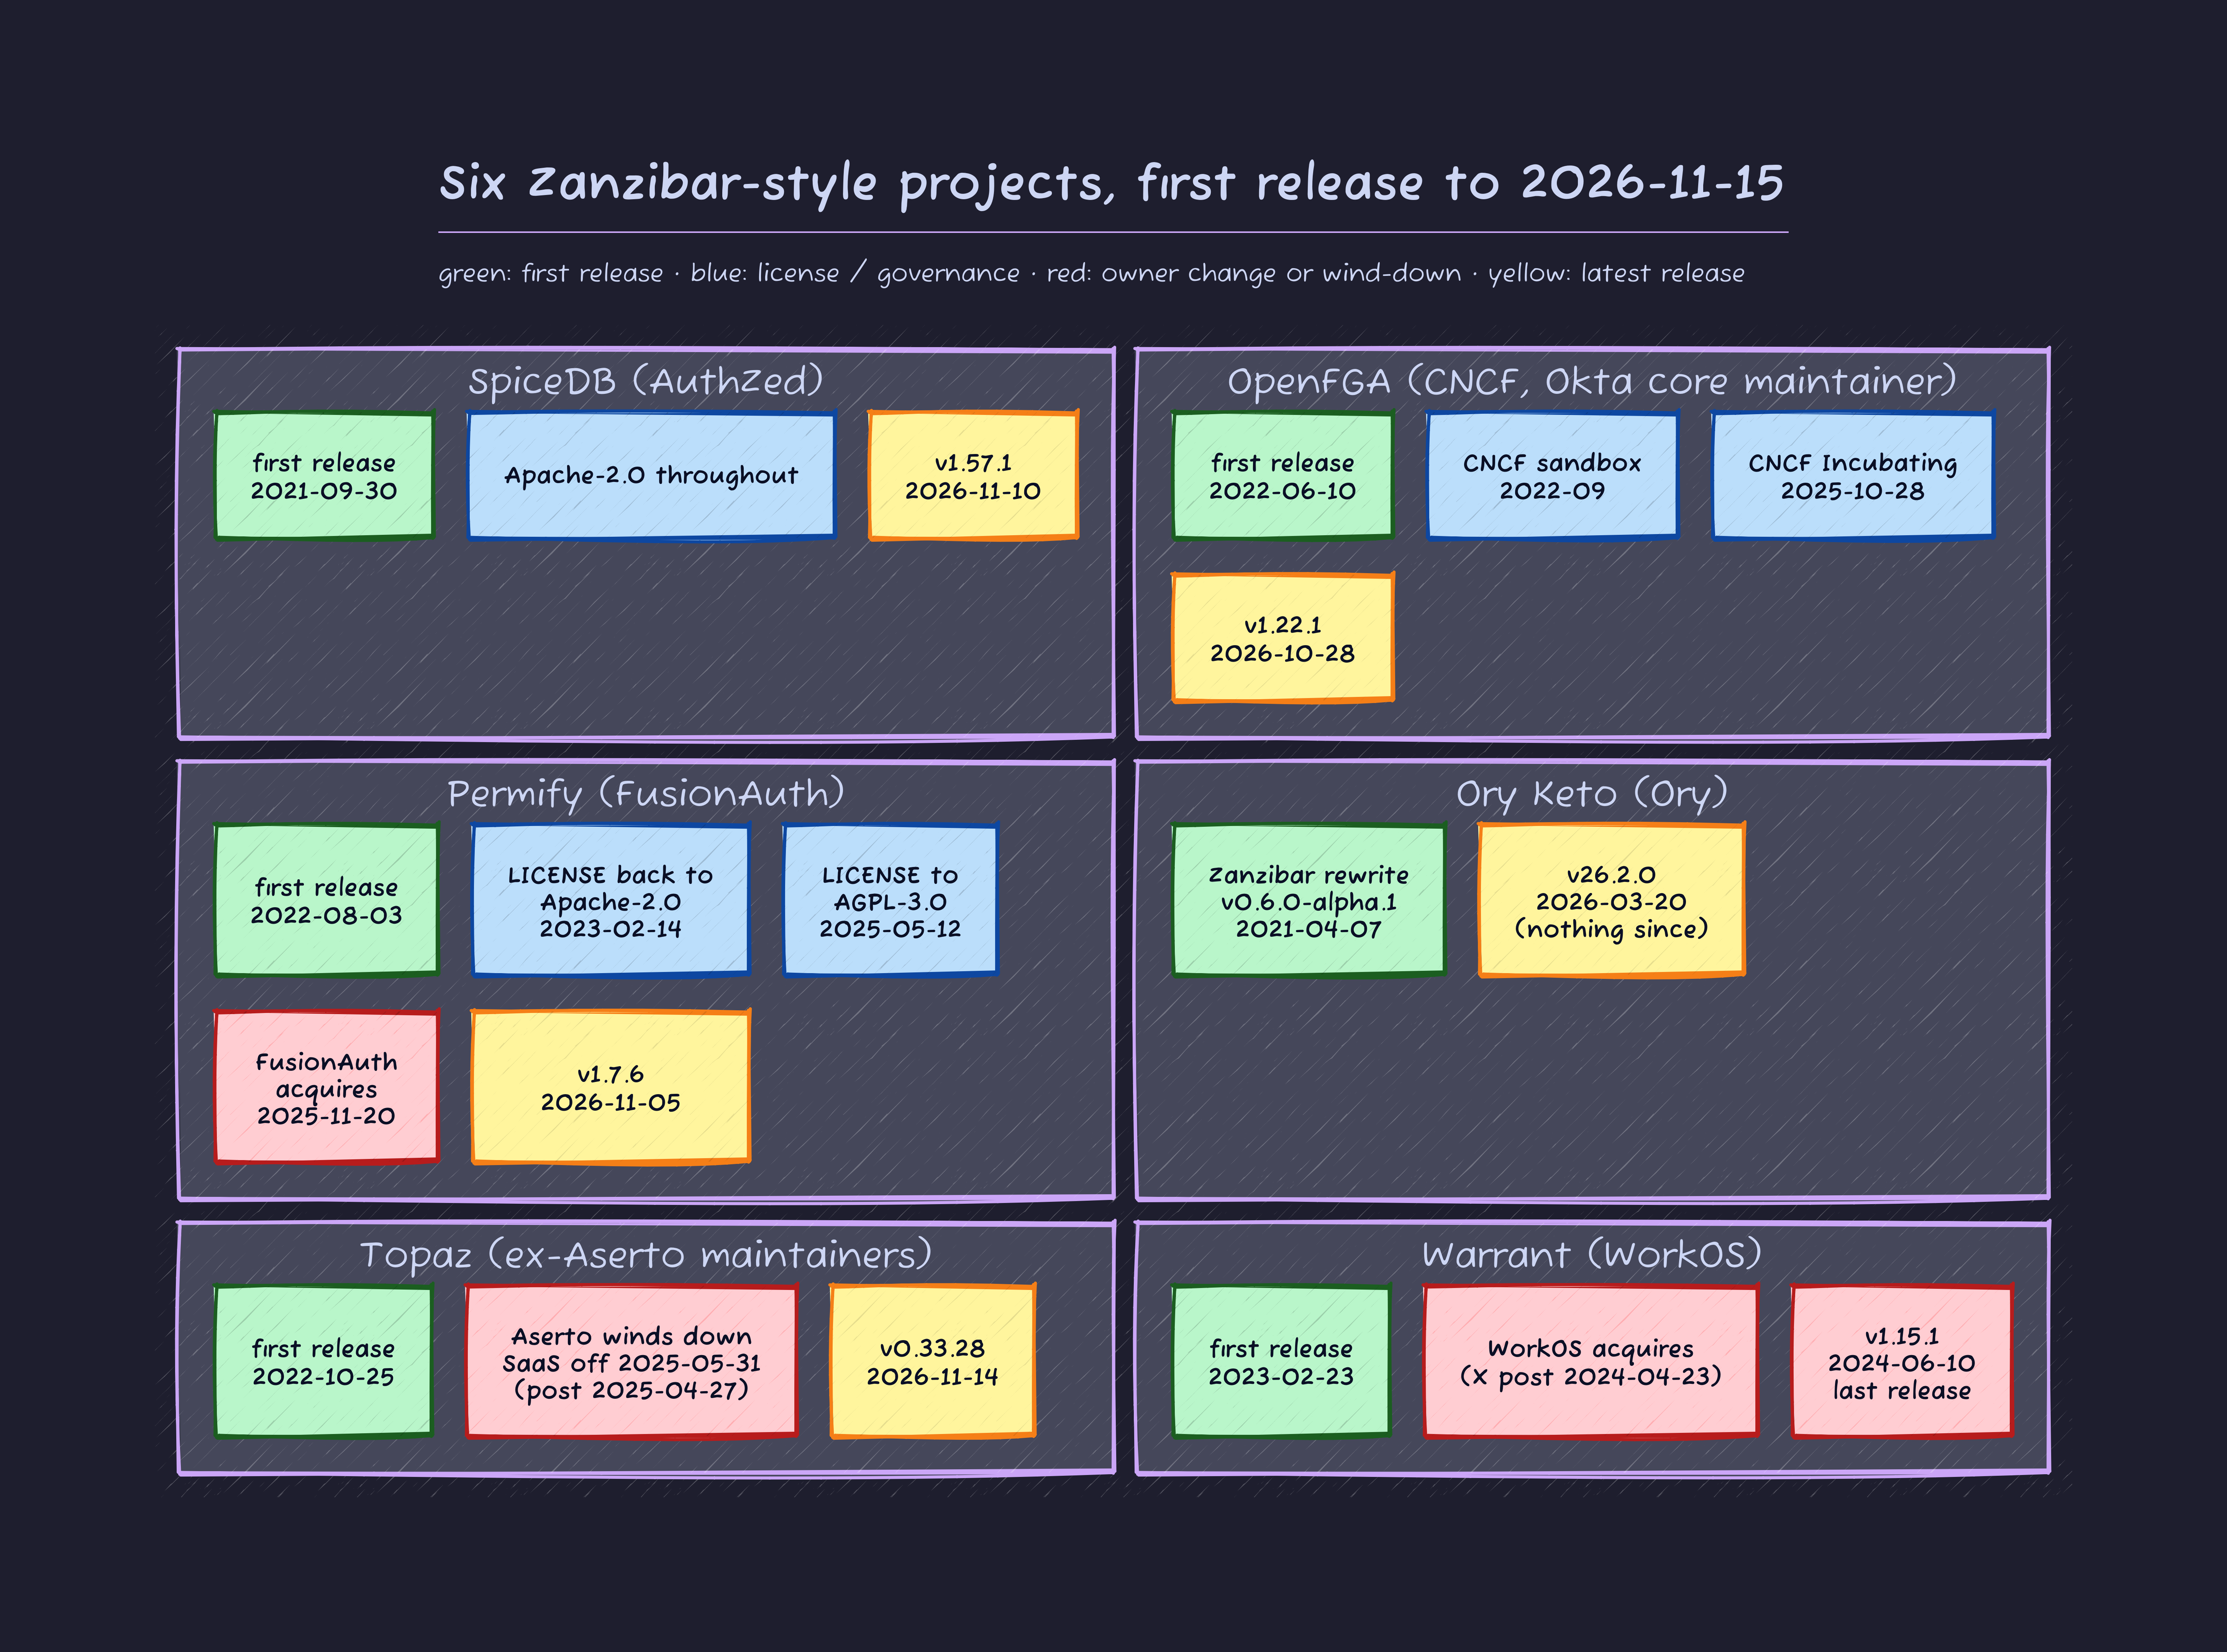 Six Zanzibar-style projects, first release to 2026-11-15
green: first release · blue: license / governance · red: owner change or wind-down · yellow: latest release
SpiceDB (AuthZed)
first release
2021-09-30
Apache-2.0 throughout
v1.57.1
2026-11-10
OpenFGA (CNCF, Okta core maintainer)
first release
2022-06-10
CNCF sandbox
2022-09
CNCF Incubating
2025-10-28
v1.22.1
2026-10-28
Permify (FusionAuth)
first release
2022-08-03
LICENSE back to
Apache-2.0
2023-02-14
LICENSE to
AGPL-3.0
2025-05-12
FusionAuth
acquires
2025-11-20
v1.7.6
2026-11-05
Ory Keto (Ory)
Zanzibar rewrite
v0.6.0-alpha.1
2021-04-07
v26.2.0
2026-03-20
(nothing since)
Topaz (ex-Aserto maintainers)
first release
2022-10-25
Aserto winds down
SaaS off 2025-05-31
(post 2025-04-27)
v0.33.28
2026-11-14
Warrant (WorkOS)
first release
2023-02-23
WorkOS acquires
(X post 2024-04-23)
v1.15.1
2024-06-10
last release